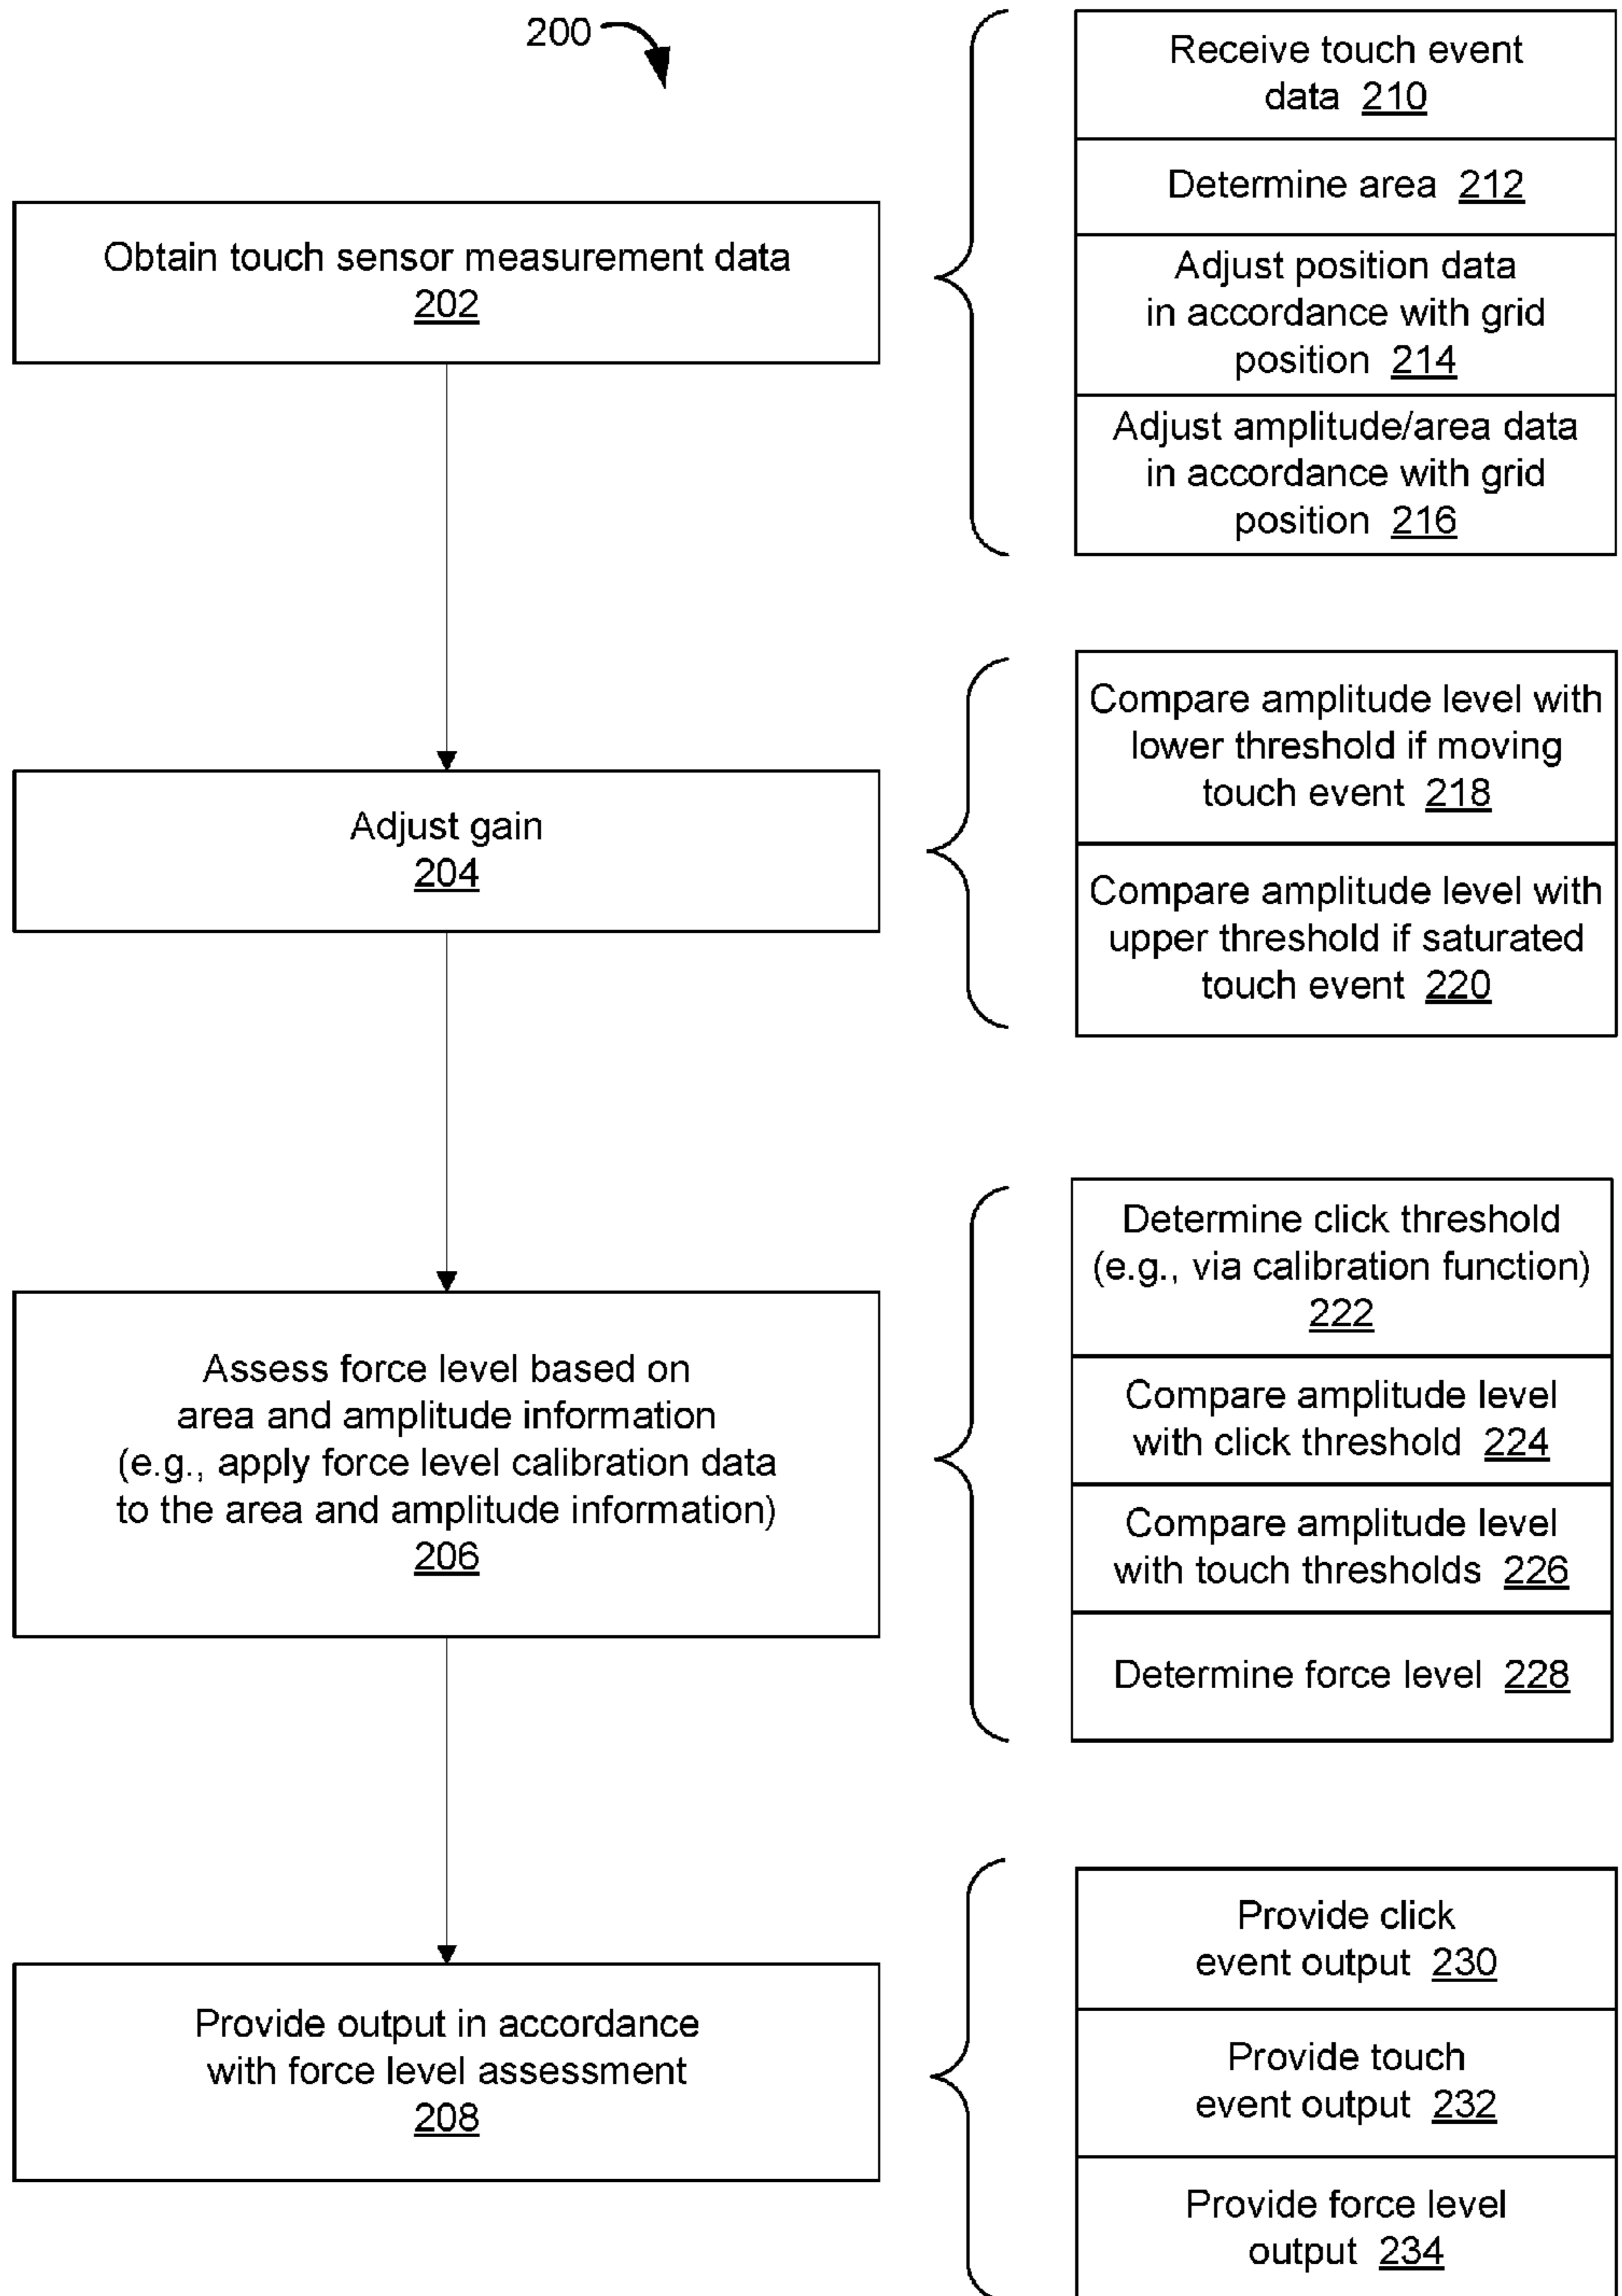 200
Obtain touch sensor measurement data
202
Receive touch event
data 210
Determine area 212
Adjust position data
in accordance with grid
position 214
Adjust amplitude/area data
in accordance with grid
position 216
Adjust gain
204
Compare amplitude level with
lower threshold if moving
touch event 218
Compare amplitude level with
upper threshold if saturated
touch event 220
Assess force level based on
area and amplitude information
(e.g., apply force level calibration data
to the area and amplitude information)
206
Determine click threshold
(e.g., via calibration function)
222
Compare amplitude level
with click threshold 224
Compare amplitude level
with touch thresholds 226
Determine force level 228
Provide output in accordance
with force level assessment
208
Provide click
event output 230
Provide touch
event output 232
Provide force level
output 234